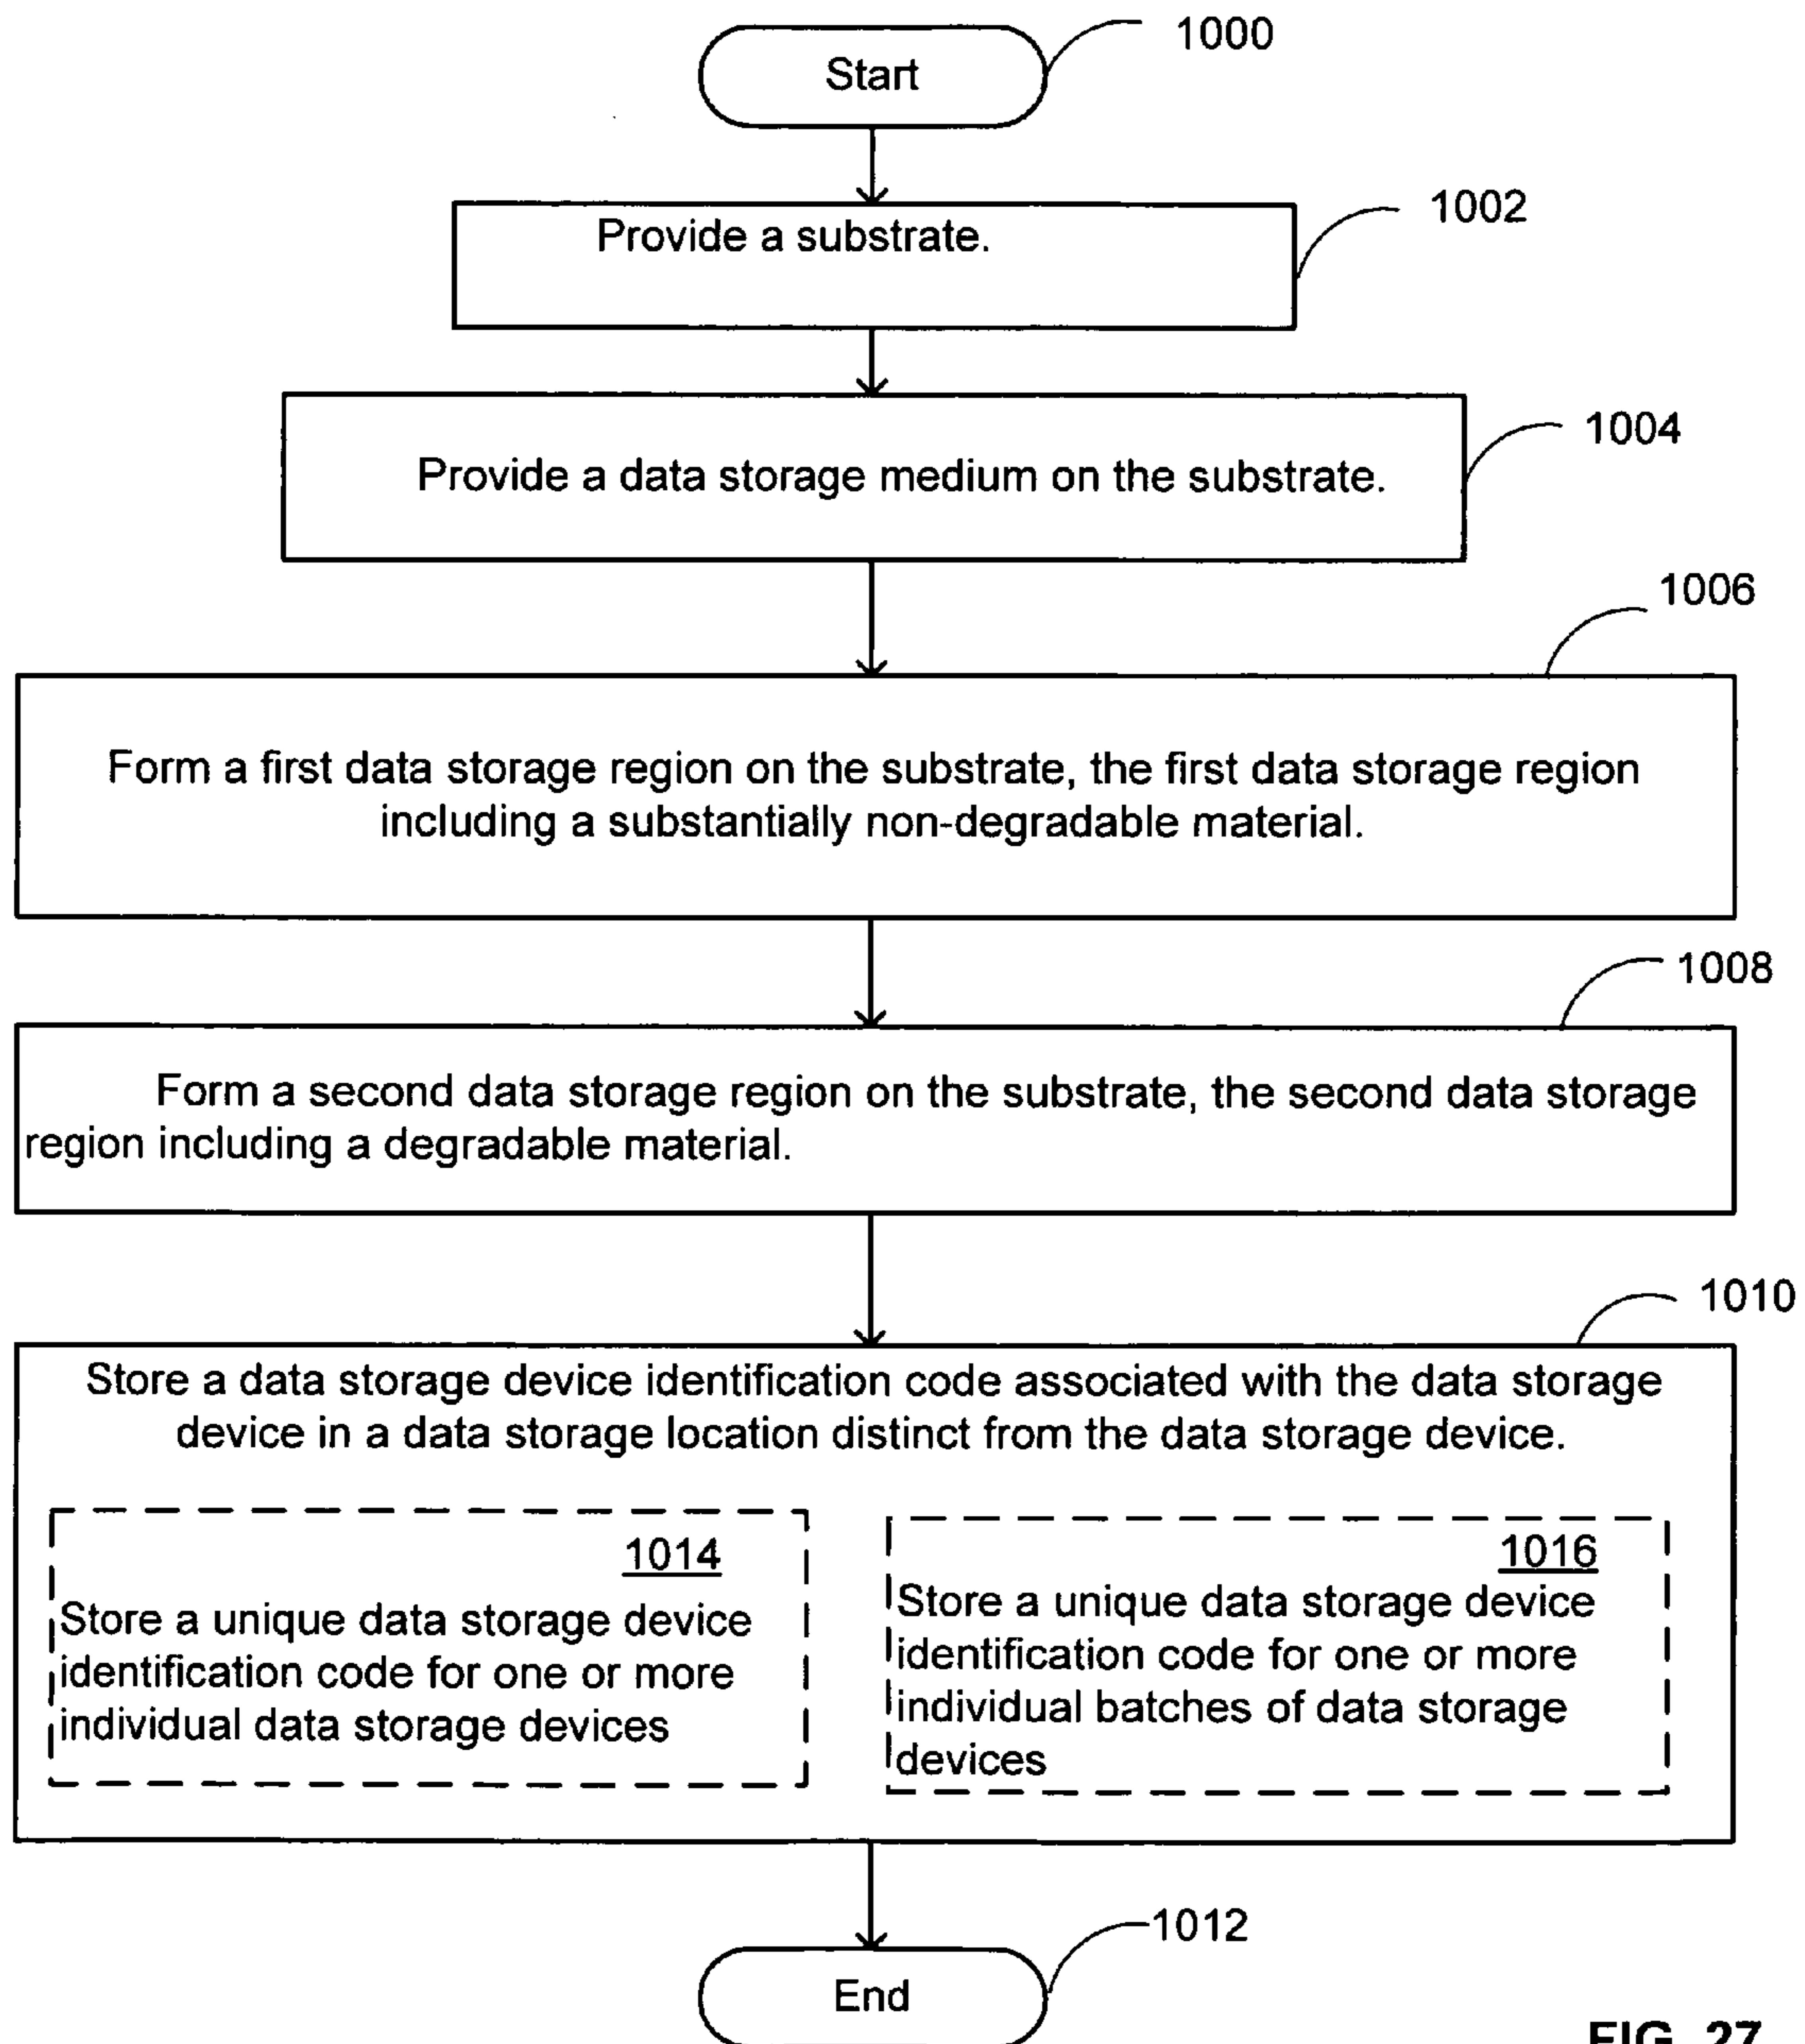 1000
Start
1002
Provide a substrate.
1004
Provide a data storage medium on the substrate.
1006
Form a first data storage region on the substrate, the first data storage region
including a substantially non-degradable material.
1008
Form a second data storage region on the substrate, the second data storage
region including a degradable material.
1010
Store a data storage device identification code associated with the data storage
device in a data storage location distinct from the data storage device.
1014
Store a unique data storage device
identification code for one or more
individual data storage devices
1016
Store a unique data storage device
identification code for one or more
individual batches of data storage
devices
1012
End
FIG. 27